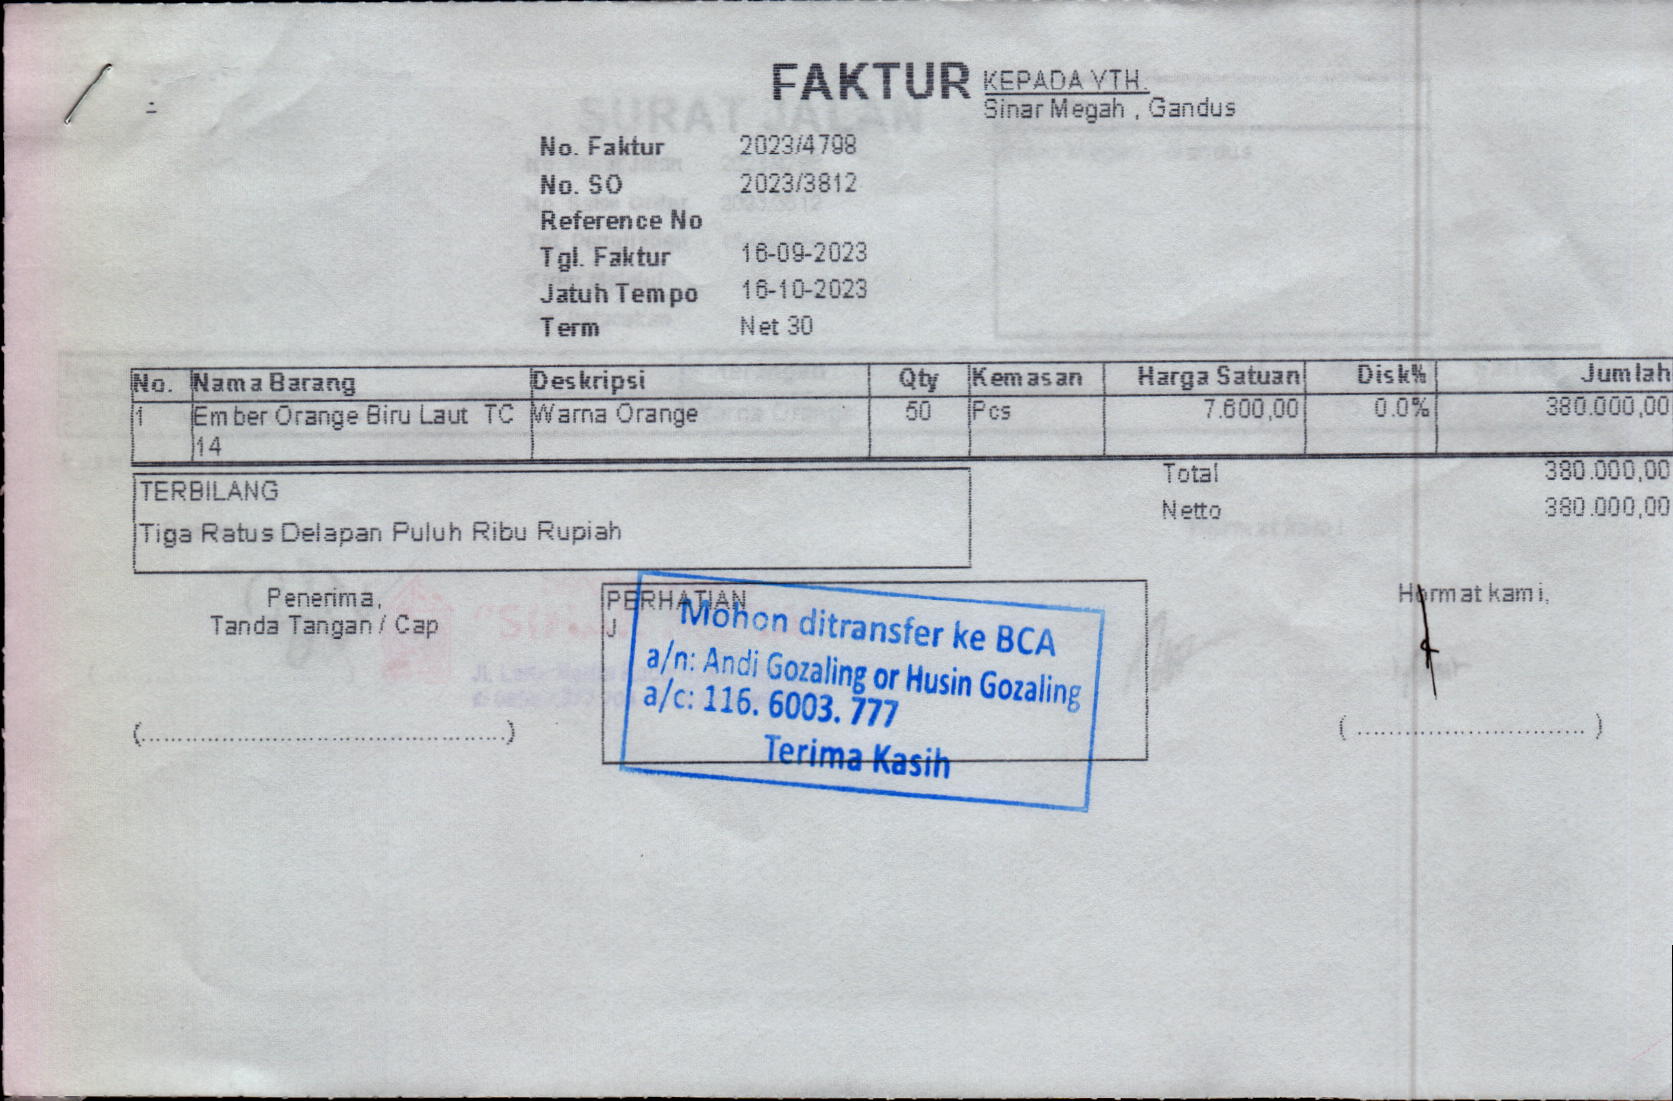 FAKTUR
KEPADA YTH.
Sinar Megah , Gandus
No. Faktur 2023/4798
No. SO 2023/3812
Reference No
Tgl. Faktur 16-09-2023
Jatuh Tempo 16-10-2023
Term Net 30
No. Nama Barang Deskripsi Qty Kemasan Harga Satuan Disk% Jumlah
1 Ember Orange Biru Laut TC Warna Orange 50 Pcs 7.600,00 0.0% 380.000,00
14
Total 380.000,00
Netto 380.000,00
TERBILANG
Tiga Ratus Delapan Puluh Ribu Rupiah
Penerima,
Tanda Tangan / Cap
(..............................................)
PERHATIAN
J
Mohon ditransfer ke BCA
a/n: Andi Gozaling or Husin Gozaling
a/c: 116. 6003. 777
Terima Kasih
Hormat kami,
( ............................. )
SURAT JALAN